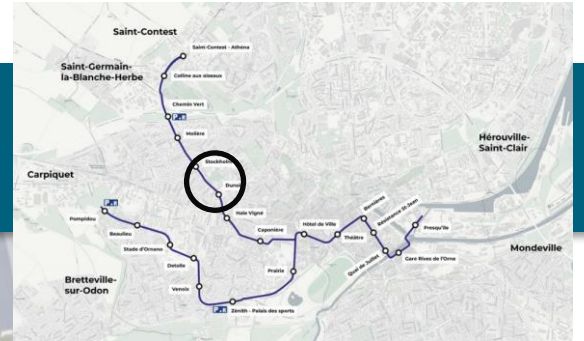 Saint-Contest
Saint-Contest - Athéna
Saint-Germain-
la-Blanche-Herbe
Colline aux oiseaux
Chemin Vert
Molière
Hérouville-
Saint-Clair
Stockholm
Carpiquet
Bernières
Résistance St-Jean
Pompidou
Haie Vigné
Hôtel de Ville
Presqu'île
Beaulieu
Caponière
Théâtre
Stade d'Ornano
Mondeville
Quai de Juillet
Gare Rives de l'Orne
Detolle
Prairie
Bretteville-
sur-Odon
Venoix
Zénith - Palais des sports